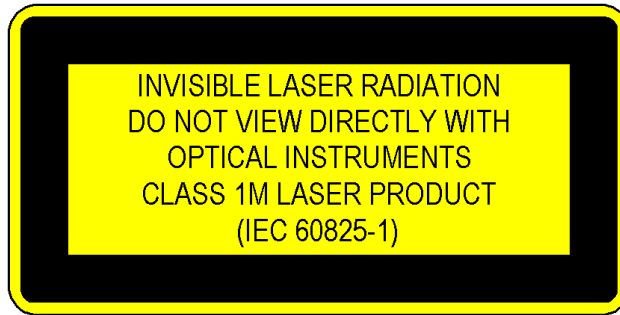 INVISIBLE LASER RADIATION
DO NOT VIEW DIRECTLY WITH
OPTICAL INSTRUMENTS
CLASS 1M LASER PRODUCT
(IEC 60825-1)